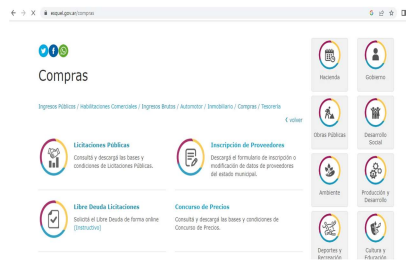 esquel.gov.ar/compras
Compras
Ingresos Públicos / Habilitaciones Comerciales / Ingresos Brutos / Automotor / Inmobiliario / Compras / Tesorería
volver
Licitaciones Públicas
Consultá y descargá las bases y
condiciones de Licitaciones Públicas.
Inscripción de Proveedores
Descargá el formulario de inscripción o
modificación de datos de proveedores
del estado municipal.
Libre Deuda Licitaciones
Solicitá el Libre Deuda de forma online
(Instructivo)
Concurso de Precios
Consultá y descargá las bases y condiciones de
Concurso de Precios.
Hacienda
Gobierno
Obras Públicas
Desarrollo
Social
Ambiente
Producción y
Desarrollo
Deportes y
Recreación
Cultura y
Educación